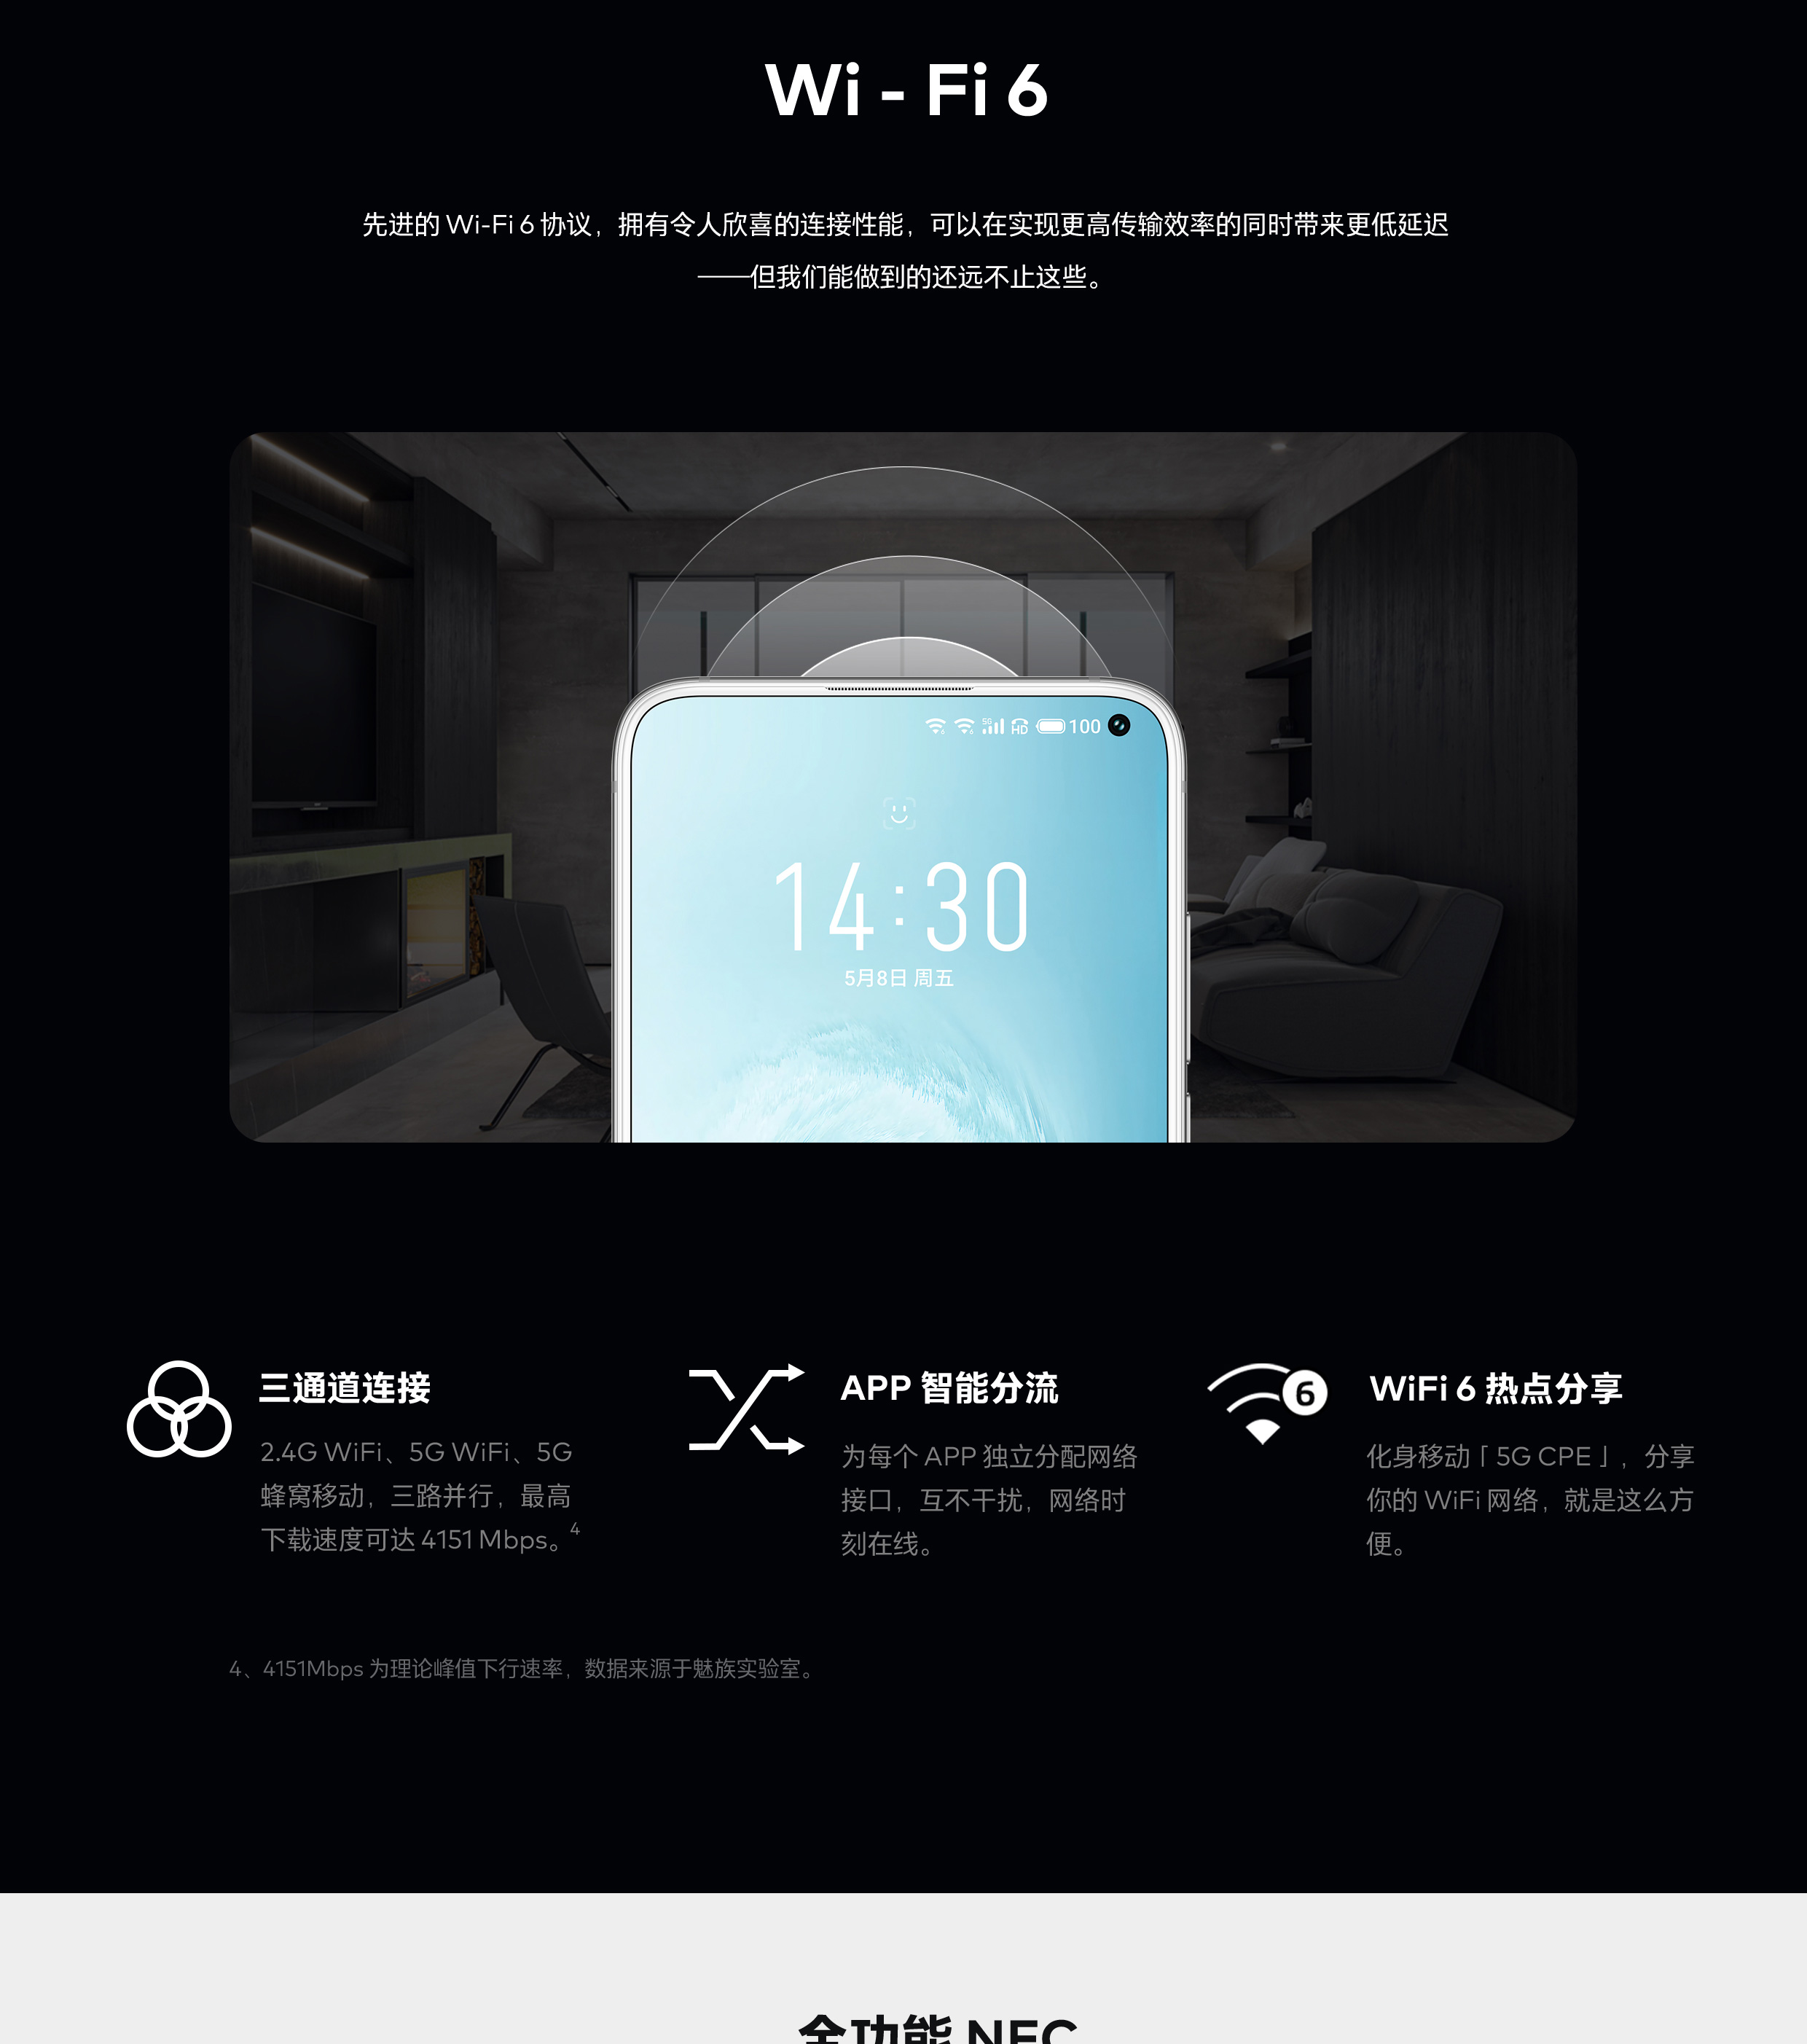 Wi - Fi 6
先进的 Wi-Fi 6 协议，拥有令人欣喜的连接性能，可以在实现更高传输效率的同时带来更低延迟
——但我们能做到的还远不止这些。
5G HD 100
14:30
5月8日 周五
三通道连接
2.4G WiFi、5G WiFi、5G
蜂窝移动，三路并行，最高
下载速度可达 4151 Mbps。4
APP 智能分流
为每个 APP 独立分配网络
接口，互不干扰，网络时
刻在线。
6
WiFi 6 热点分享
化身移动「 5G CPE 」，分享
你的 WiFi 网络，就是这么方
便。
4、4151Mbps 为理论峰值下行速率，数据来源于魅族实验室。
全功能 NFC